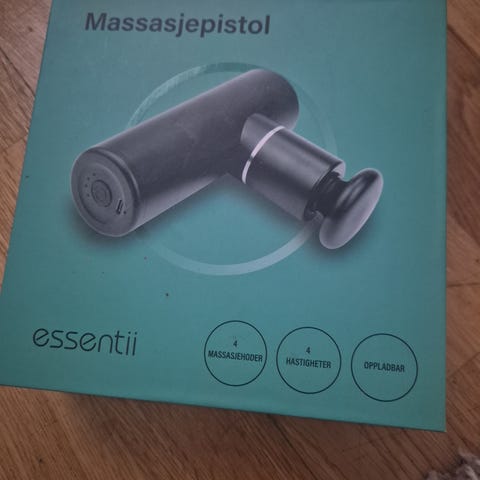 Massasjepistol
essentii
4
MASSASJEHODER
4
HASTIGHETER
OPPLADBAR